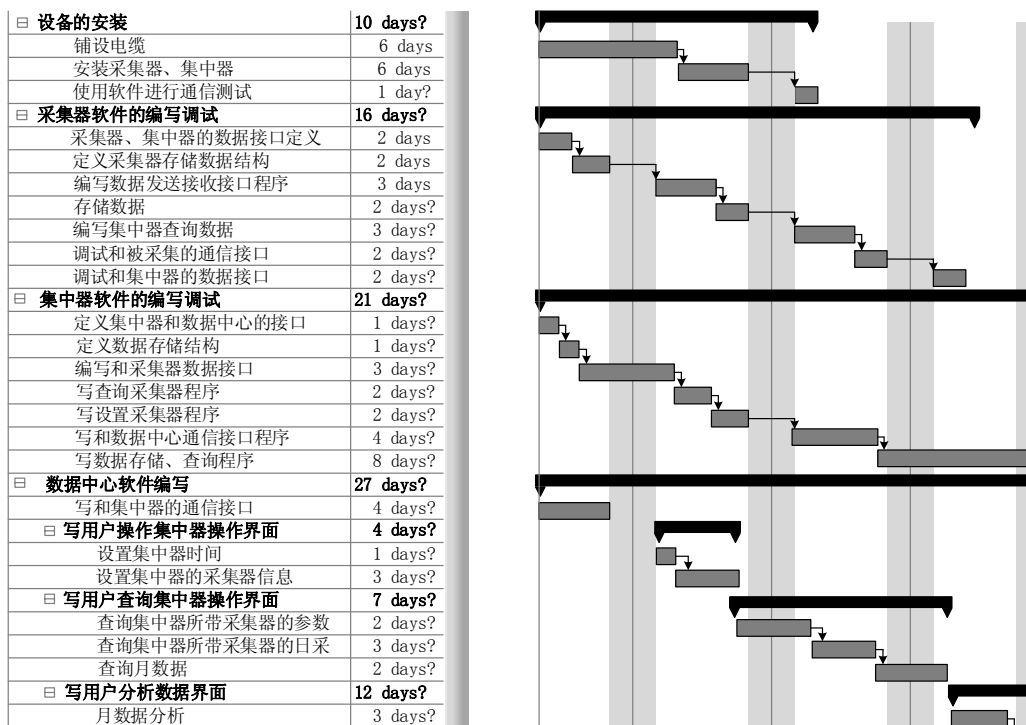 设备的安装 10 days?
铺设电缆 6 days
安装采集器、集中器 6 days
使用软件进行通信测试 1 day?
采集器软件的编写调试 16 days?
采集器、集中器的数据接口定义 2 days
定义采集器存储数据结构 2 days
编写数据发送接收接口程序 3 days
存储数据 2 days?
编写集中器查询数据 3 days?
调试和被采集的通信接口 2 days?
调试和集中器的数据接口 2 days?
集中器软件的编写调试 21 days?
定义集中器和数据中心的接口 1 days?
定义数据存储结构 1 days?
编写和采集器数据接口 3 days?
写查询采集器程序 2 days?
写设置采集器程序 2 days?
写和数据中心通信接口程序 4 days?
写数据存储、查询程序 8 days?
数据中心软件编写 27 days?
写和集中器的通信接口 4 days?
写用户操作集中器操作界面 4 days?
设置集中器时间 1 days?
设置集中器的采集器信息 3 days?
写用户查询集中器操作界面 7 days?
查询集中器所带采集器的参数 2 days?
查询集中器所带采集器的日采 3 days?
查询月数据 2 days?
写用户分析数据界面 12 days?
月数据分析 3 days?